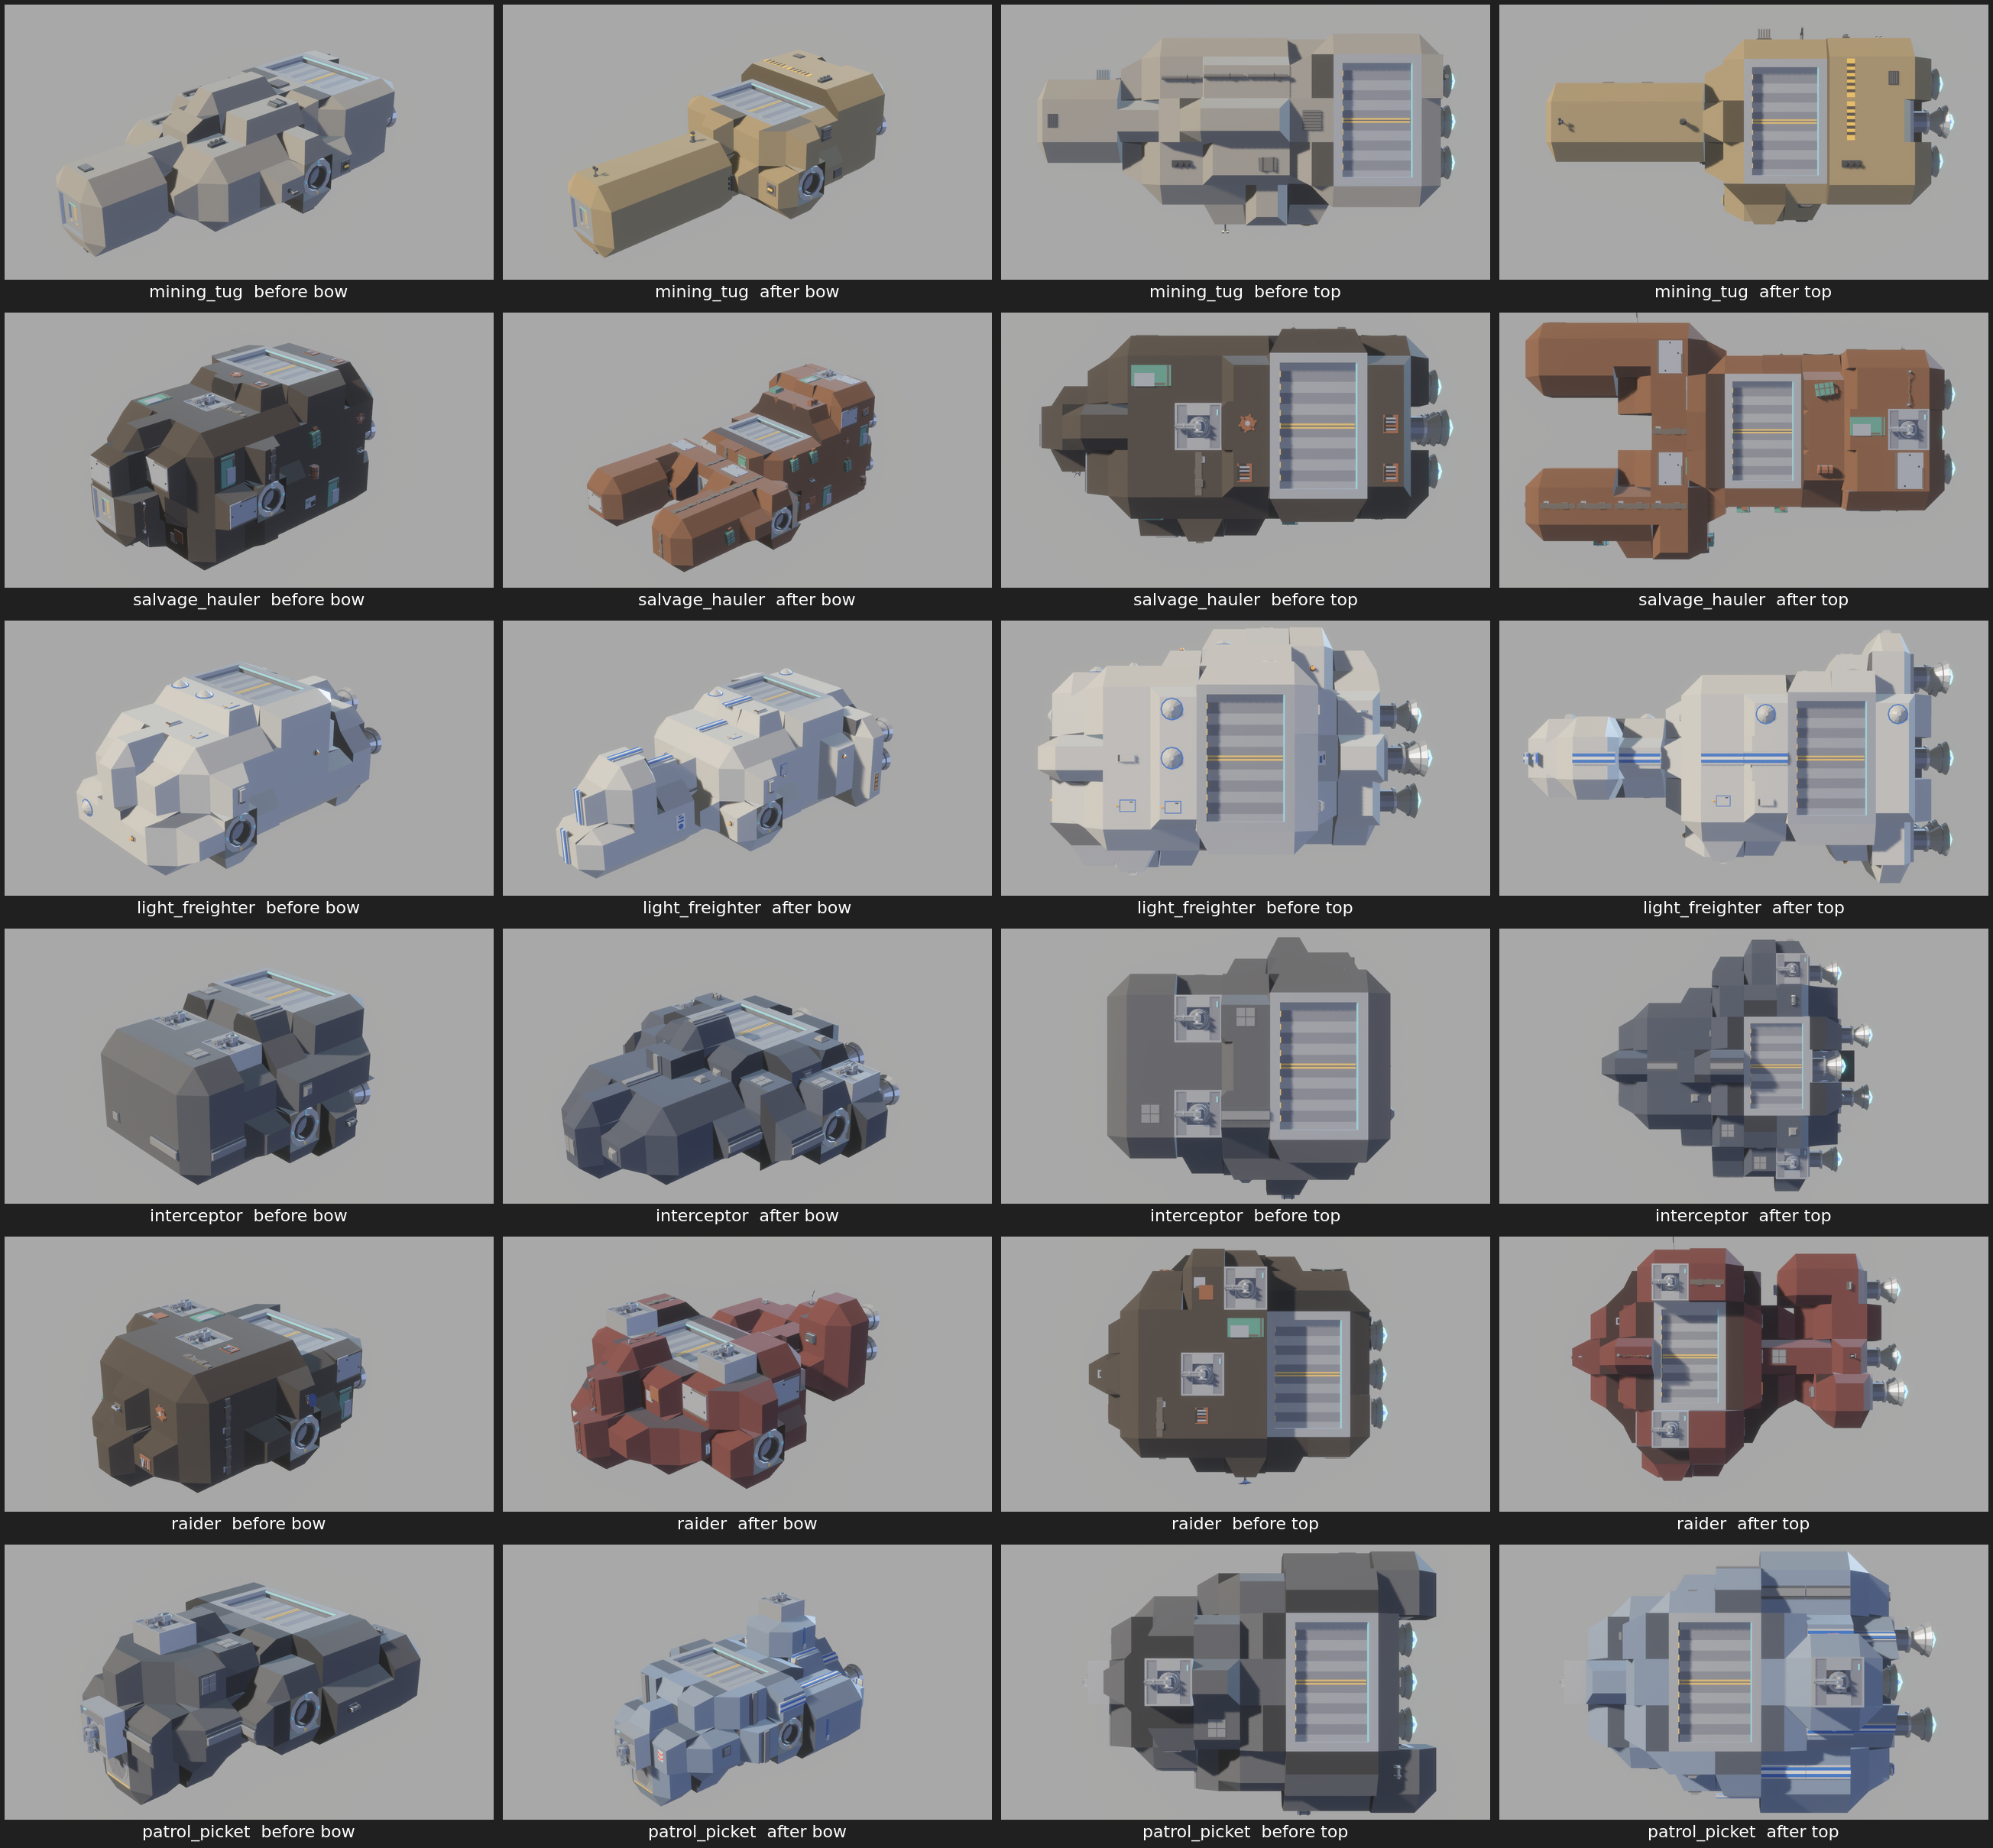 mining_tug  before bow
mining_tug  after bow
mining_tug  before top
mining_tug  after top
salvage_hauler  before bow
salvage_hauler  after bow
salvage_hauler  before top
salvage_hauler  after top
light_freighter  before bow
light_freighter  after bow
light_freighter  before top
light_freighter  after top
interceptor  before bow
interceptor  after bow
interceptor  before top
interceptor  after top
raider  before bow
raider  after bow
raider  before top
raider  after top
patrol_picket  before bow
patrol_picket  after bow
patrol_picket  before top
patrol_picket  after top